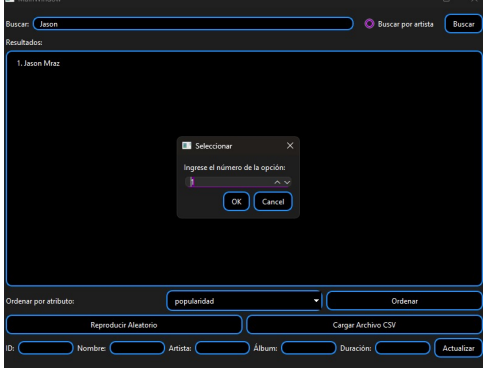 MainWindow
Buscar: Jason Buscar por artista Buscar
Resultados:
1. Jason Mraz
Seleccionar
Ingrese el número de la opción:
1
OK Cancel
Ordenar por atributo: popularidad Ordenar
Reproducir Aleatorio Cargar Archivo CSV
ID: Nombre: Artista: Álbum: Duración: Actualizar